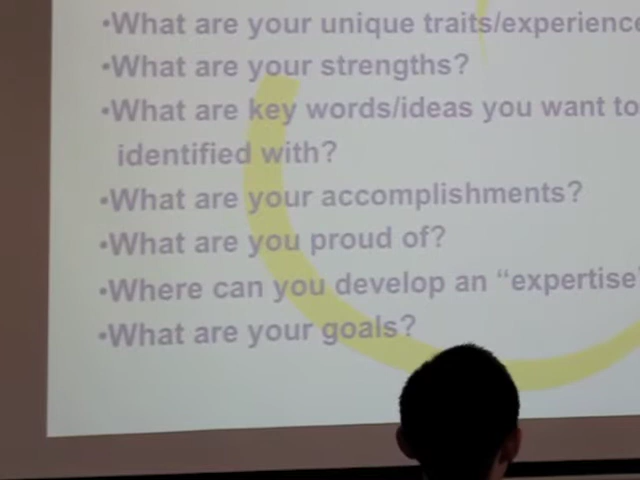 •What are your unique traits/experienc
•What are your strengths?
•What are key words/ideas you want to
identified with?
•What are your accomplishments?
•What are you proud of?
•Where can you develop an “expertise”
•What are your goals?